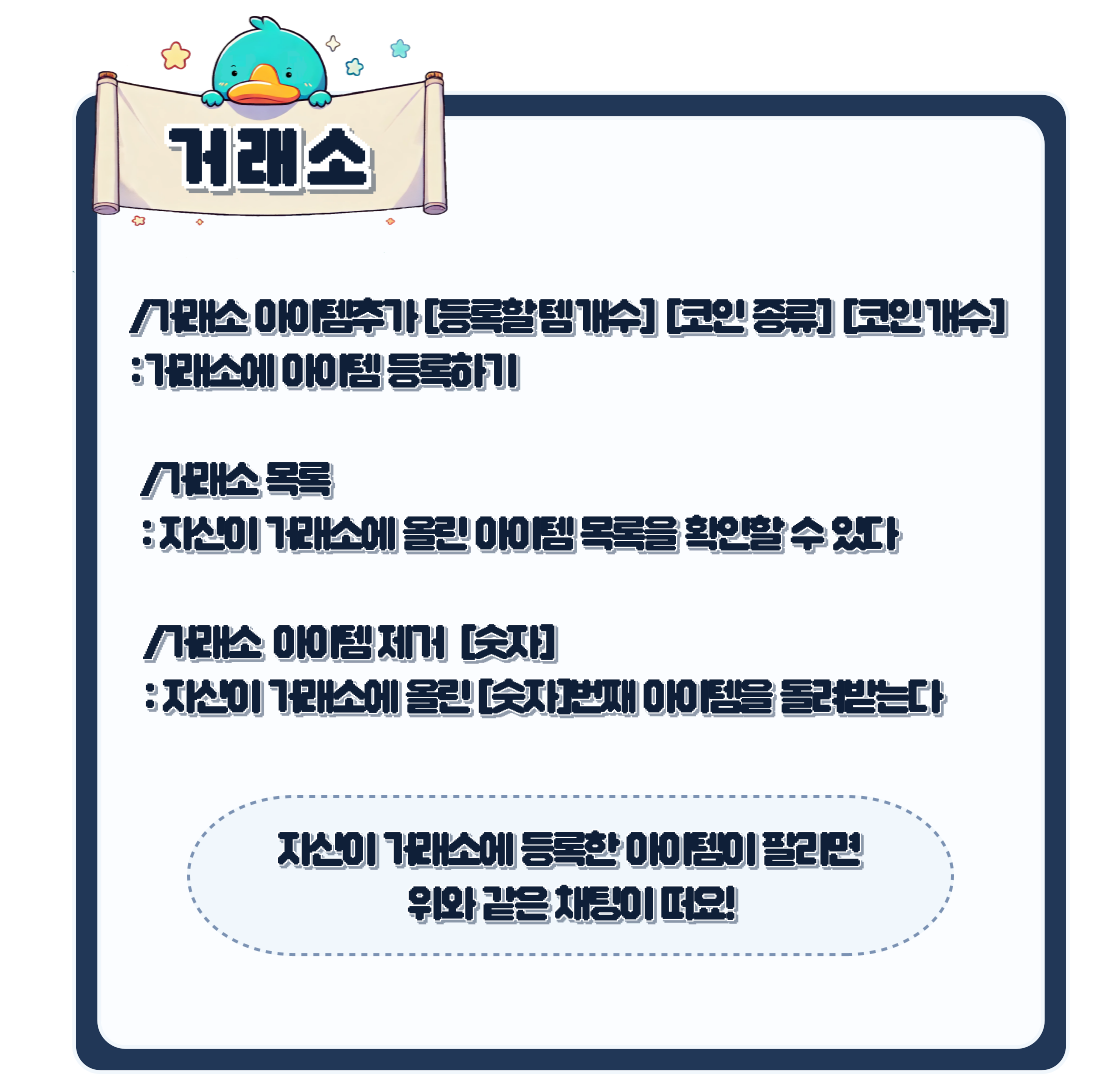 거래소
/거래소 아이템추가 [등록할템개수] [코인 종류] [코인개수]
:거래소에 아이템 등록하기
/거래소 목록
: 자신이 거래소에 올린 아이템 목록을 확인할 수 있다
/거래소 아이템 제거 [숫자]
: 자신이 거래소에 올린 [숫자]번째 아이템을 돌려받는다
자신이 거래소에 등록한 아이템이 팔리면
위와 같은 채팅이 떠요!